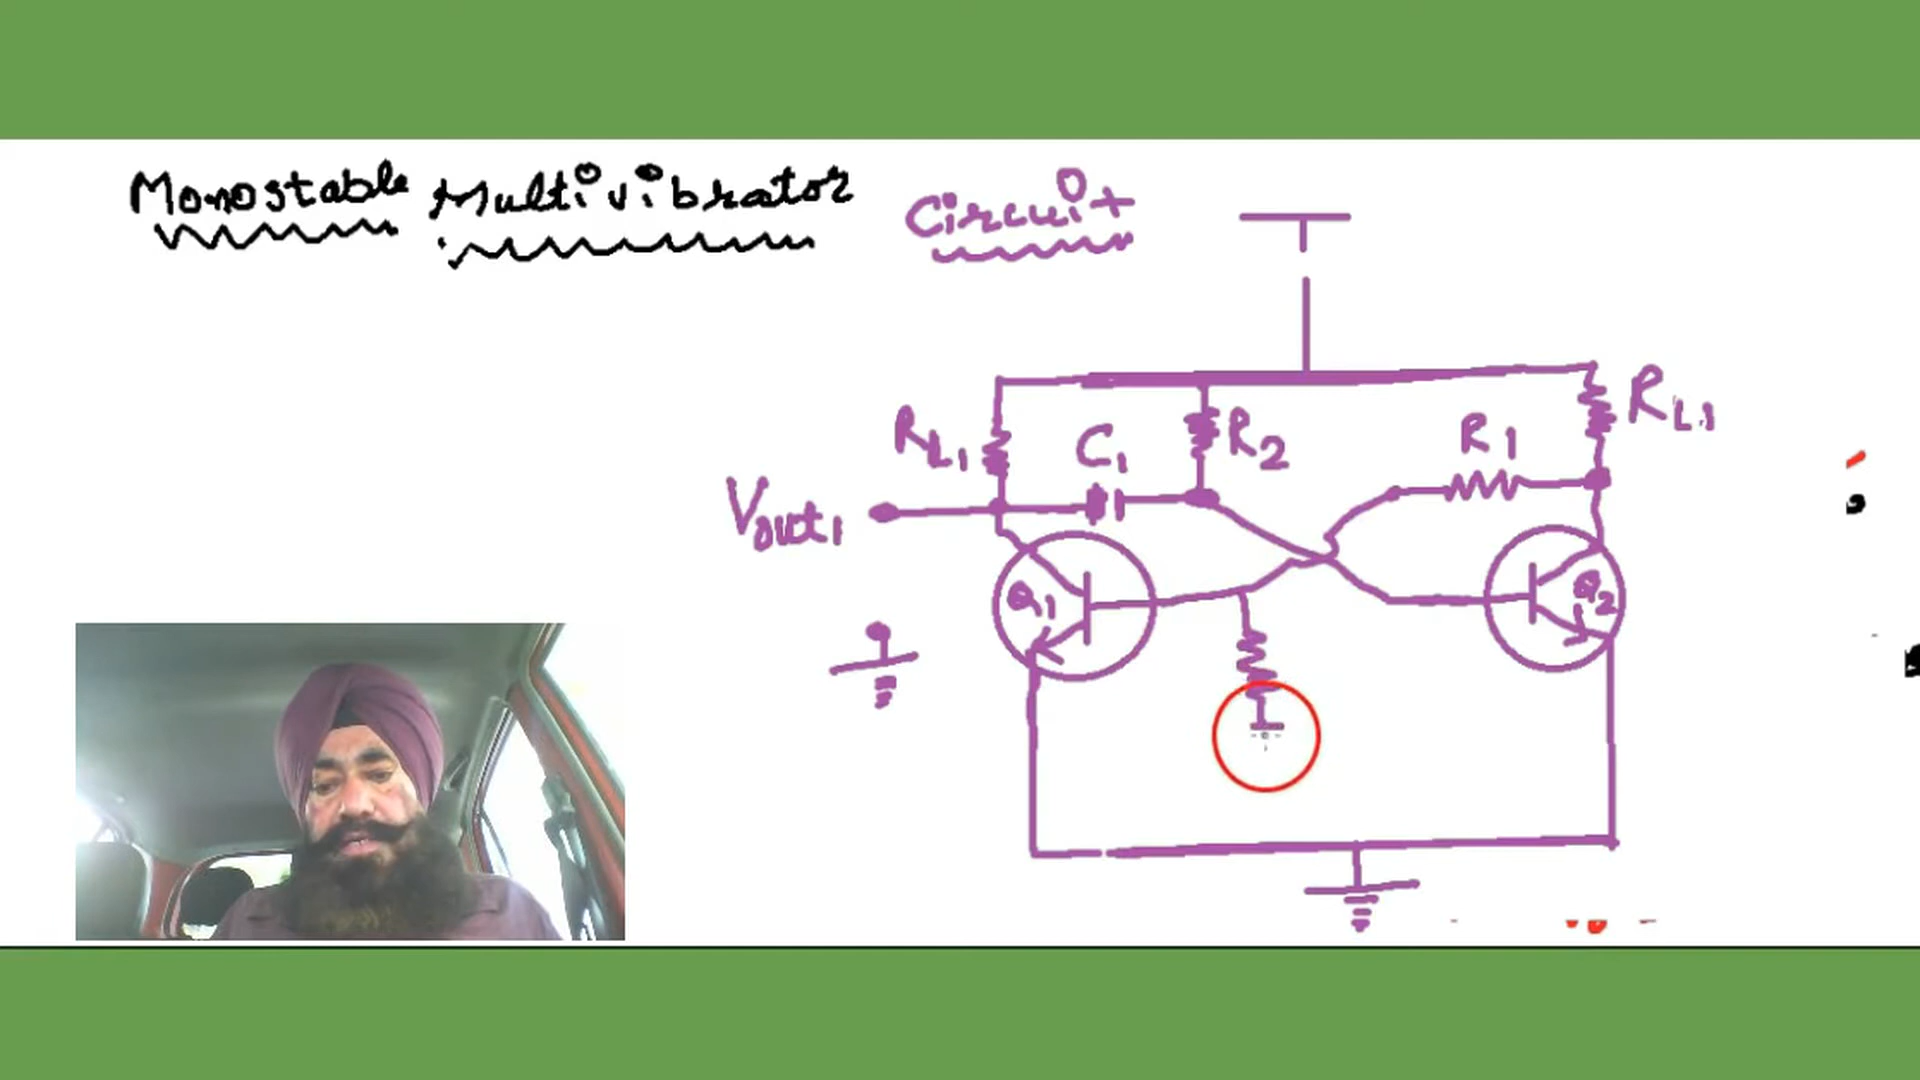 Monostable Multivibrator Circuit
RL1
C1
R2
R1
RL1
Vout1
Q1
Q2